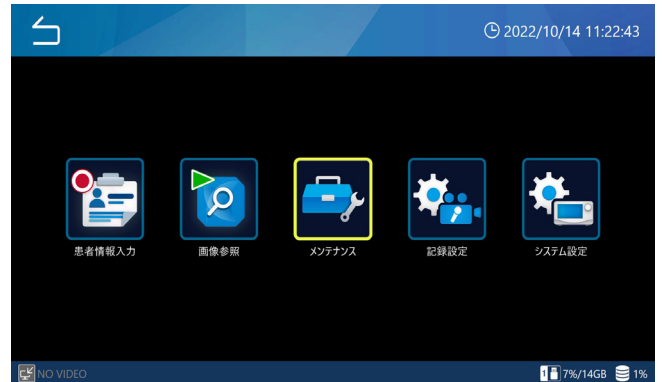 2022/10/14 11:22:43
患者情報入力
画像参照
メンテナンス
記録設定
システム設定
NO VIDEO
1 7%/14GB 1%